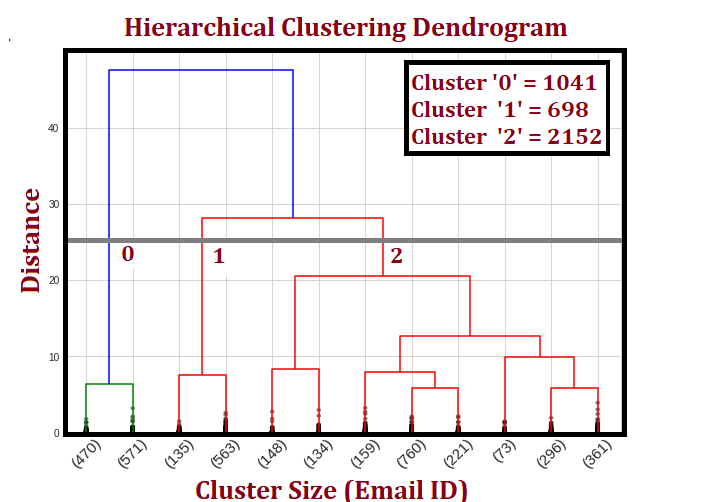 Hierarchical Clustering Dendrogram
Cluster '0' = 1041
Cluster '1' = 698
Cluster '2' = 2152
Distance
40
30
20
10
0
0
1
2
(470) (571) (135) (563) (148) (134) (159) (760) (221) (73) (296) (361)
Cluster Size (Email ID)